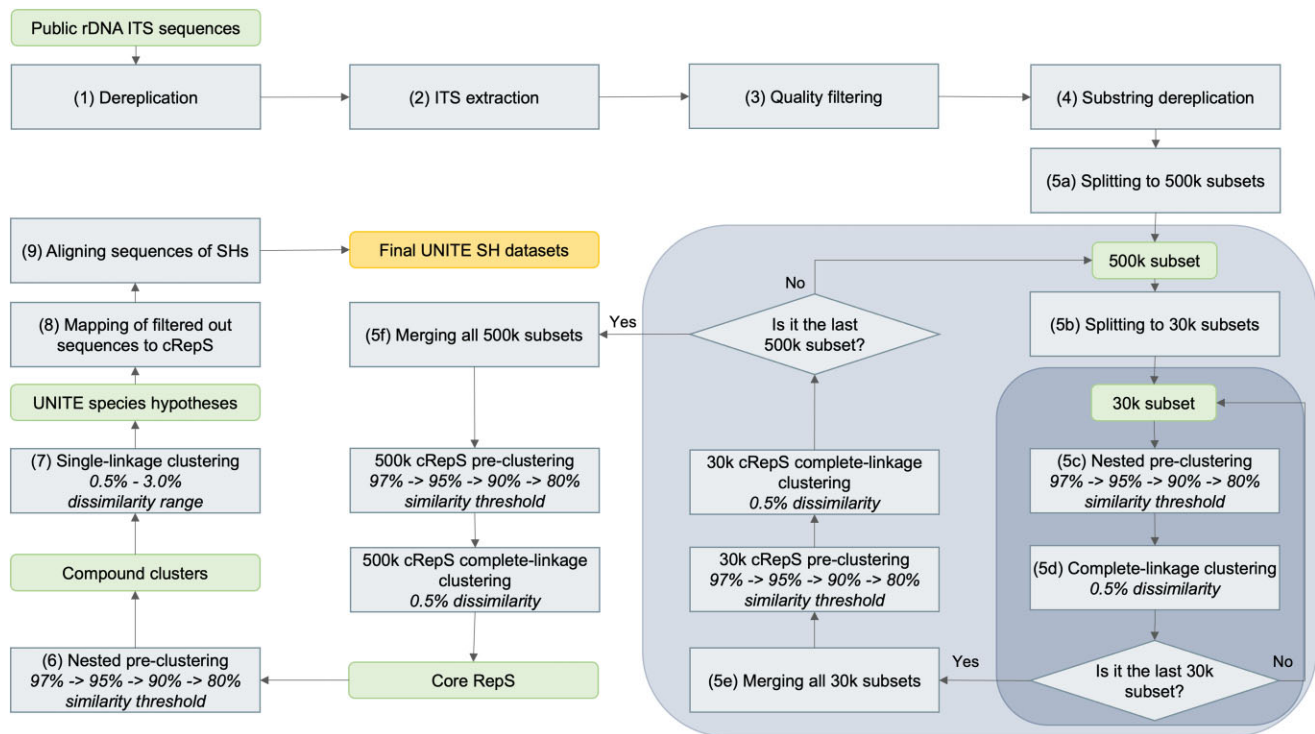 Public rDNA ITS sequences
(1) Dereplication
(2) ITS extraction
(3) Quality filtering
(4) Substring dereplication
(5a) Splitting to 500k subsets
500k subset
(5b) Splitting to 30k subsets
30k subset
(5c) Nested pre-clustering
97% -> 95% -> 90% -> 80%
similarity threshold
(5d) Complete-linkage clustering
0.5% dissimilarity
Is it the last 30k
subset?
No
Yes
(5e) Merging all 30k subsets
30k cRepS pre-clustering
97% -> 95% -> 90% -> 80%
similarity threshold
30k cRepS complete-linkage
clustering
0.5% dissimilarity
Is it the last
500k subset?
No
Yes
(5f) Merging all 500k subsets
500k cRepS pre-clustering
97% -> 95% -> 90% -> 80%
similarity threshold
500k cRepS complete-linkage
clustering
0.5% dissimilarity
Core RepS
(6) Nested pre-clustering
97% -> 95% -> 90% -> 80%
similarity threshold
Compound clusters
(7) Single-linkage clustering
0.5% - 3.0%
dissimilarity range
UNITE species hypotheses
(8) Mapping of filtered out
sequences to cRepS
(9) Aligning sequences of SHs
Final UNITE SH datasets